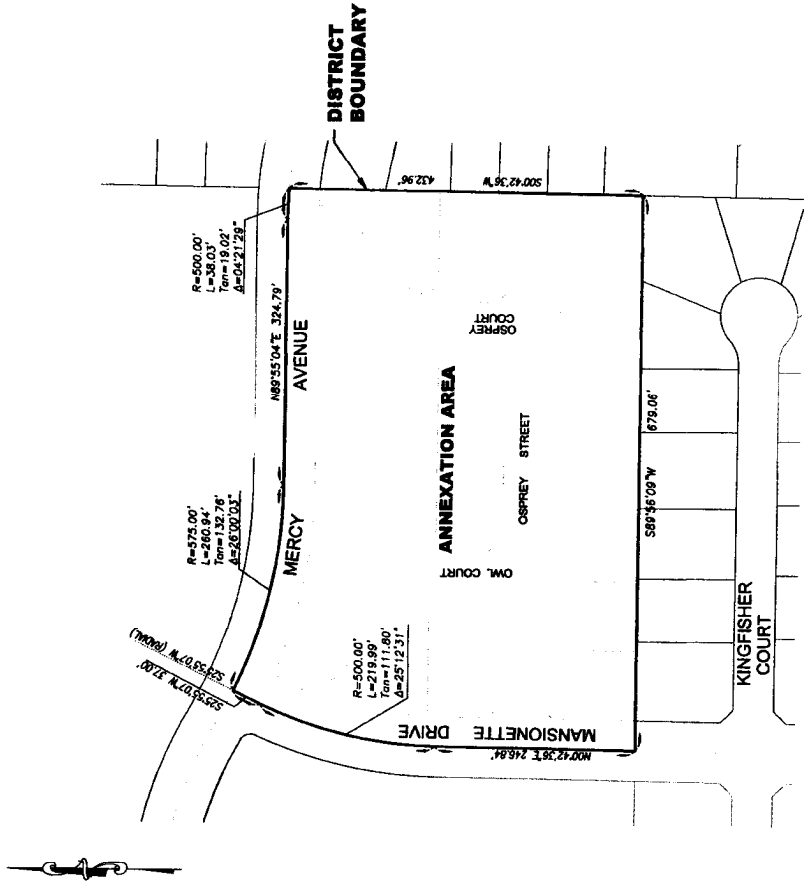 DISTRICT
BOUNDARY
R=500.00'
L=38.03'
Tan=19.02'
Δ=04°21'29"
432.96'
S00°42'36"W
N89°55'04"E 324.79'
AVENUE
R=575.00'
L=260.94'
Tan=132.76'
Δ=26°00'03"
MERCY
S25°55'07"W (RADIAL)
S25°55'07"W 37.00'
OSPREY
COURT
ANNEXATION AREA
OSPREY STREET
OWL COURT
R=500.00'
L=219.99'
Tan=111.80'
Δ=25°12'31"
MANSIONETTE DRIVE
N00°42'36"E 246.84'
S89°56'09"W 679.06'
KINGFISHER
COURT